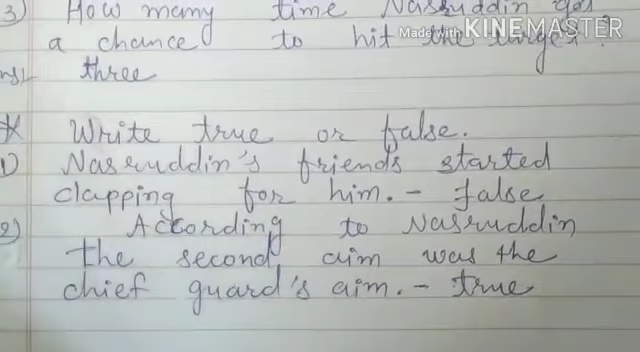 3) How many time Nasruddin got
a chance to hit the target?
Ans1. three
Made with KINEMASTER
* Write true or false.
1) Nasruddin's friends started
clapping for him. - false
2) According to Nasruddin
the second aim was the
chief guard's aim. - true